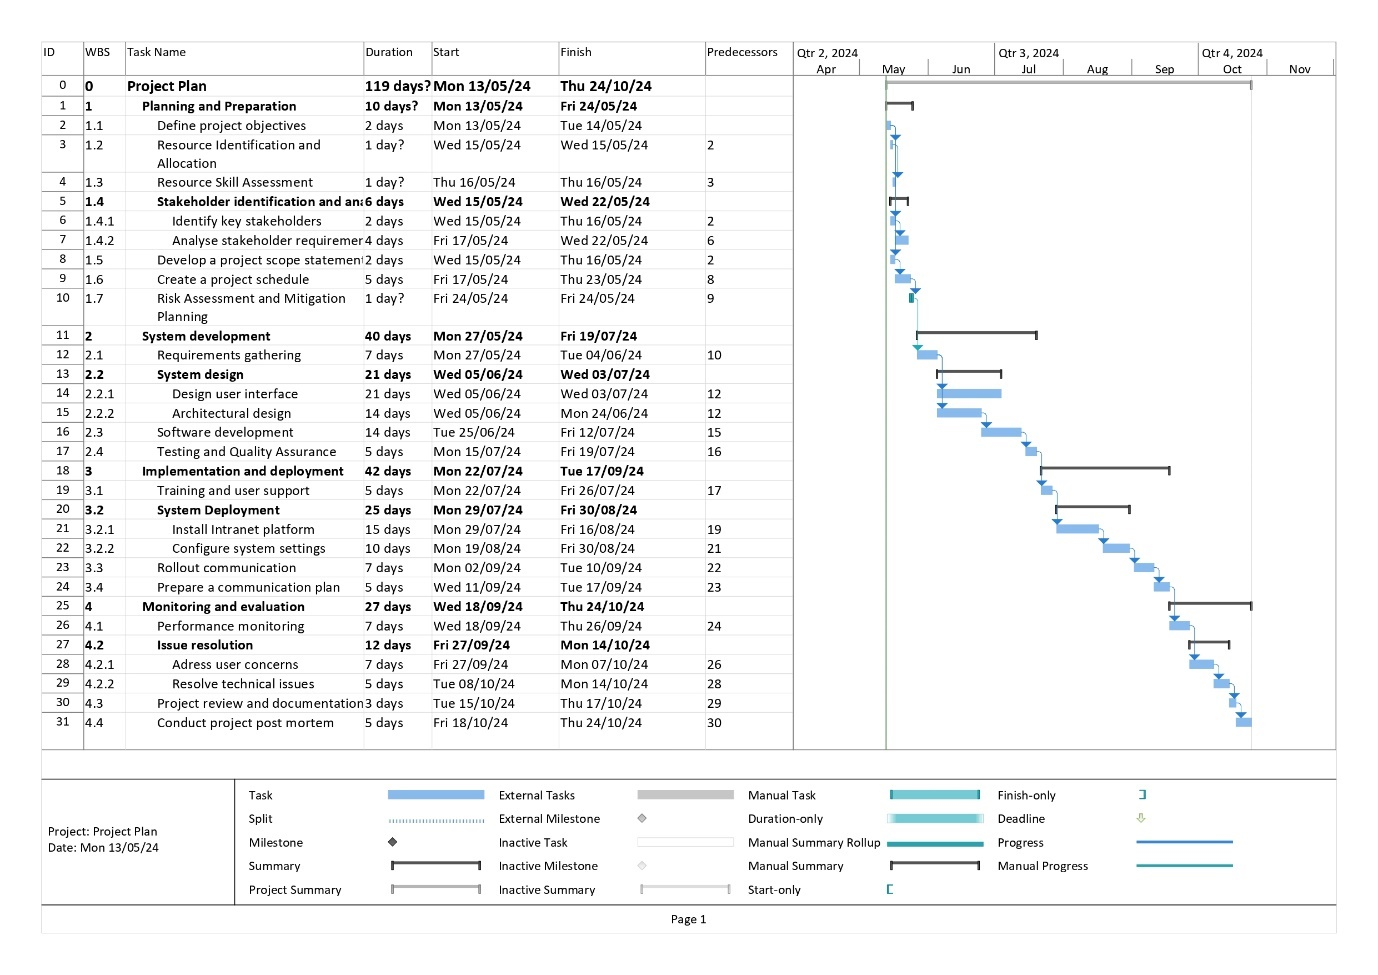 ID WBS Task Name Duration Start Finish Predecessors Qtr 2, 2024 Qtr 3, 2024 Qtr 4, 2024
Apr May Jun Jul Aug Sep Oct Nov
0 0 Project Plan 119 days? Mon 13/05/24 Thu 24/10/24
1 1 Planning and Preparation 10 days? Mon 13/05/24 Fri 24/05/24
2 1.1 Define project objectives 2 days Mon 13/05/24 Tue 14/05/24
3 1.2 Resource Identification and 1 day? Wed 15/05/24 Wed 15/05/24 2
Allocation
4 1.3 Resource Skill Assessment 1 day? Thu 16/05/24 Thu 16/05/24 3
5 1.4 Stakeholder identification and ana 6 days Wed 15/05/24 Wed 22/05/24
6 1.4.1 Identify key stakeholders 2 days Wed 15/05/24 Thu 16/05/24 2
7 1.4.2 Analyse stakeholder requiremer 4 days Fri 17/05/24 Wed 22/05/24 6
8 1.5 Develop a project scope statement 2 days Wed 15/05/24 Thu 16/05/24 2
9 1.6 Create a project schedule 5 days Fri 17/05/24 Thu 23/05/24 8
10 1.7 Risk Assessment and Mitigation 1 day? Fri 24/05/24 Fri 24/05/24 9
Planning
11 2 System development 40 days Mon 27/05/24 Fri 19/07/24
12 2.1 Requirements gathering 7 days Mon 27/05/24 Tue 04/06/24 10
13 2.2 System design 21 days Wed 05/06/24 Wed 03/07/24
14 2.2.1 Design user interface 21 days Wed 05/06/24 Wed 03/07/24 12
15 2.2.2 Architectural design 14 days Wed 05/06/24 Mon 24/06/24 12
16 2.3 Software development 14 days Tue 25/06/24 Fri 12/07/24 15
17 2.4 Testing and Quality Assurance 5 days Mon 15/07/24 Fri 19/07/24 16
18 3 Implementation and deployment 42 days Mon 22/07/24 Tue 17/09/24
19 3.1 Training and user support 5 days Mon 22/07/24 Fri 26/07/24 17
20 3.2 System Deployment 25 days Mon 29/07/24 Fri 30/08/24
21 3.2.1 Install Intranet platform 15 days Mon 29/07/24 Fri 16/08/24 19
22 3.2.2 Configure system settings 10 days Mon 19/08/24 Fri 30/08/24 21
23 3.3 Rollout communication 7 days Mon 02/09/24 Tue 10/09/24 22
24 3.4 Prepare a communication plan 5 days Wed 11/09/24 Tue 17/09/24 23
25 4 Monitoring and evaluation 27 days Wed 18/09/24 Thu 24/10/24
26 4.1 Performance monitoring 7 days Wed 18/09/24 Thu 26/09/24 24
27 4.2 Issue resolution 12 days Fri 27/09/24 Mon 14/10/24
28 4.2.1 Adress user concerns 7 days Fri 27/09/24 Mon 07/10/24 26
29 4.2.2 Resolve technical issues 5 days Tue 08/10/24 Mon 14/10/24 28
30 4.3 Project review and documentation 3 days Tue 15/10/24 Thu 17/10/24 29
31 4.4 Conduct project post mortem 5 days Fri 18/10/24 Thu 24/10/24 30
Project: Project Plan
Date: Mon 13/05/24
Task External Tasks Manual Task Finish-only
Split External Milestone Duration-only Deadline
Milestone Inactive Task Manual Summary Rollup Progress
Summary Inactive Milestone Manual Summary Manual Progress
Project Summary Inactive Summary Start-only
Page 1